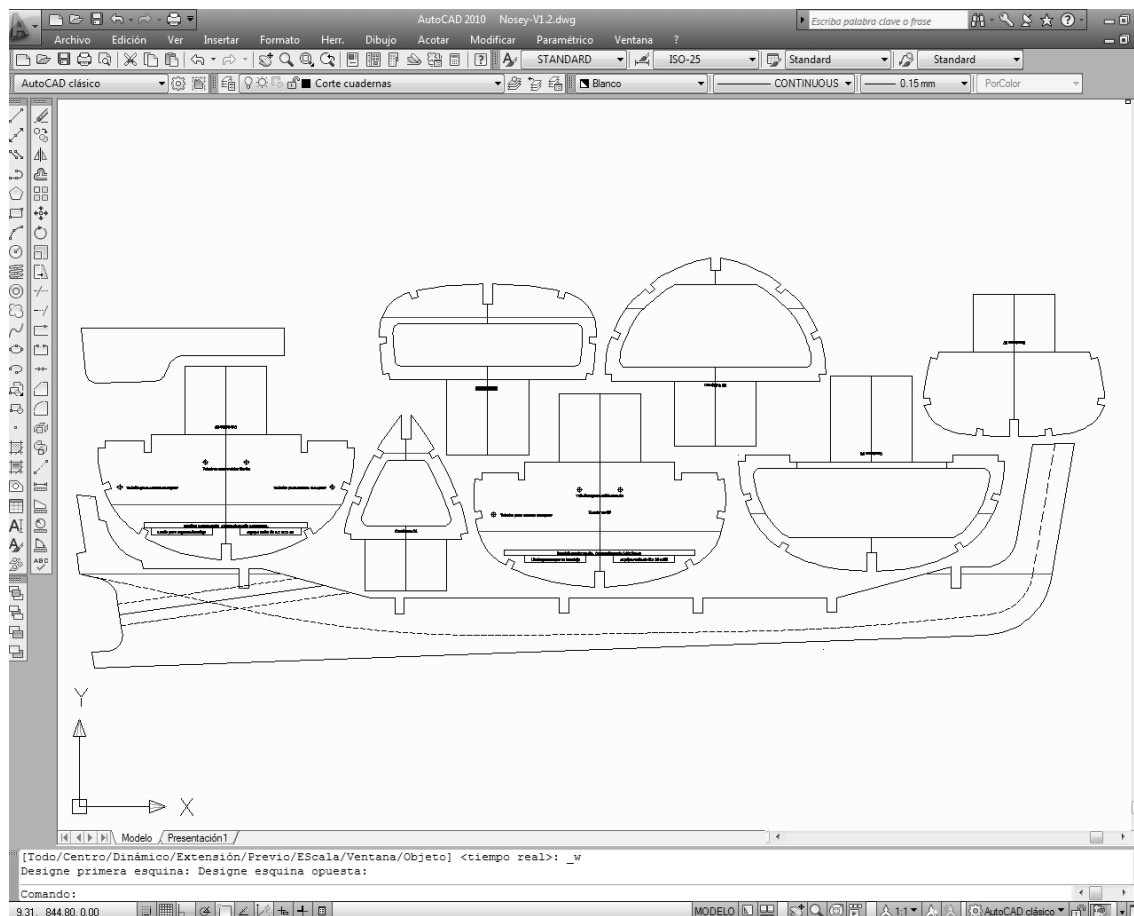 AutoCAD 2010 Nosey-V1.2.dwg
Escriba palabra clave o frase
Archivo Edición Ver Insertar Formato Herr. Dibujo Acotar Modificar Paramétrico Ventana ?
STANDARD ISO-25 Standard Standard
AutoCAD clásico Corte cuadernas Blanco CONTINUOUS 0.15 mm PorColor
Y
X
Modelo Presentación1
[Todo/Centro/Dinámico/Extensión/Previo/EScala/Ventana/Objeto] <tiempo real>: _w
Designe primera esquina: Designe esquina opuesta:
Comando:
9.31, 844.80, 0.00 MODELO 1:1 AutoCAD clásico